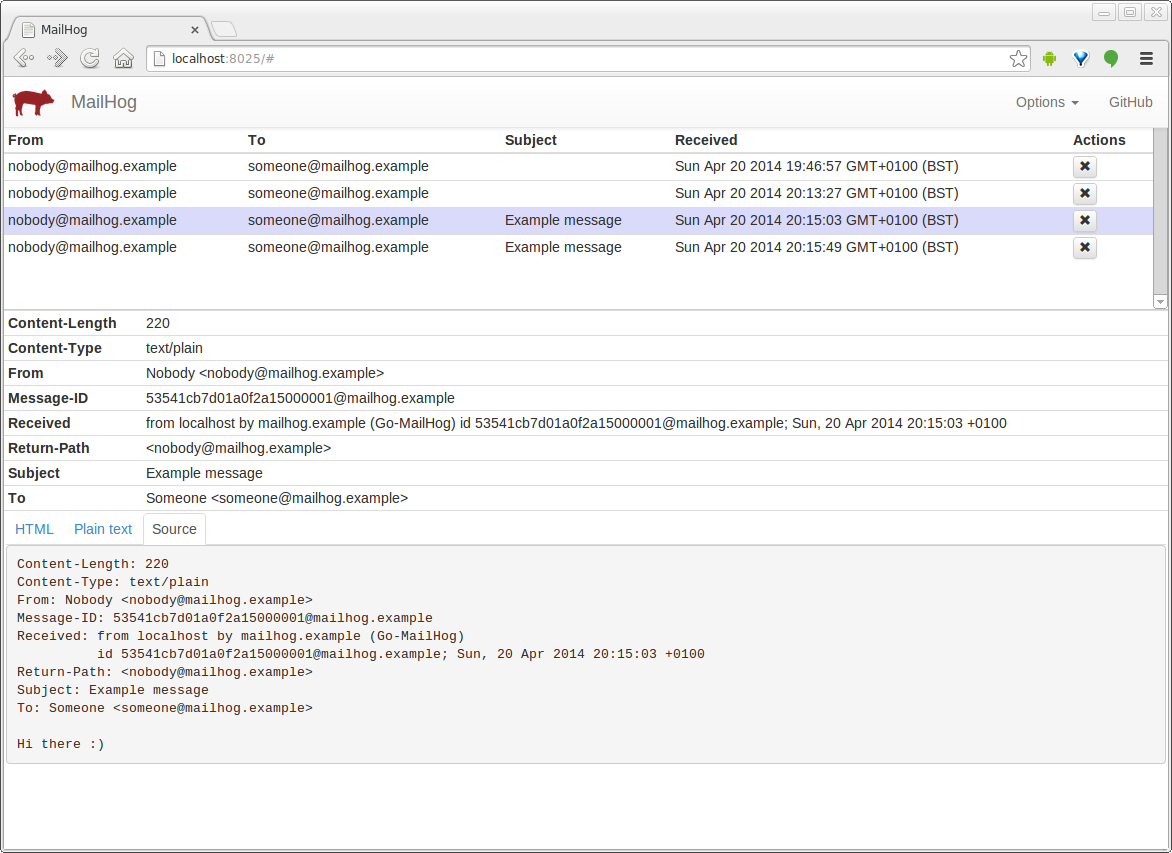 MailHog
localhost:8025/#
MailHog Options GitHub
From To Subject Received Actions
nobody@mailhog.example someone@mailhog.example Sun Apr 20 2014 19:46:57 GMT+0100 (BST)
nobody@mailhog.example someone@mailhog.example Sun Apr 20 2014 20:13:27 GMT+0100 (BST)
nobody@mailhog.example someone@mailhog.example Example message Sun Apr 20 2014 20:15:03 GMT+0100 (BST)
nobody@mailhog.example someone@mailhog.example Example message Sun Apr 20 2014 20:15:49 GMT+0100 (BST)
Content-Length 220
Content-Type text/plain
From Nobody <nobody@mailhog.example>
Message-ID 53541cb7d01a0f2a15000001@mailhog.example
Received from localhost by mailhog.example (Go-MailHog) id 53541cb7d01a0f2a15000001@mailhog.example; Sun, 20 Apr 2014 20:15:03 +0100
Return-Path <nobody@mailhog.example>
Subject Example message
To Someone <someone@mailhog.example>
HTML Plain text Source
Content-Length: 220
Content-Type: text/plain
From: Nobody <nobody@mailhog.example>
Message-ID: 53541cb7d01a0f2a15000001@mailhog.example
Received: from localhost by mailhog.example (Go-MailHog)
id 53541cb7d01a0f2a15000001@mailhog.example; Sun, 20 Apr 2014 20:15:03 +0100
Return-Path: <nobody@mailhog.example>
Subject: Example message
To: Someone <someone@mailhog.example>
Hi there :)